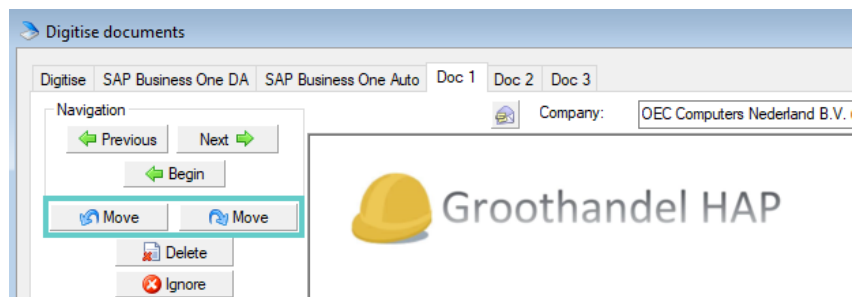 Digitise documents
Digitise SAP Business One DA SAP Business One Auto Doc 1 Doc 2 Doc 3
Navigation
Company: OEC Computers Nederland B.V.
Previous Next
Begin
Groothandel HAP
Move Move
Delete
Ignore